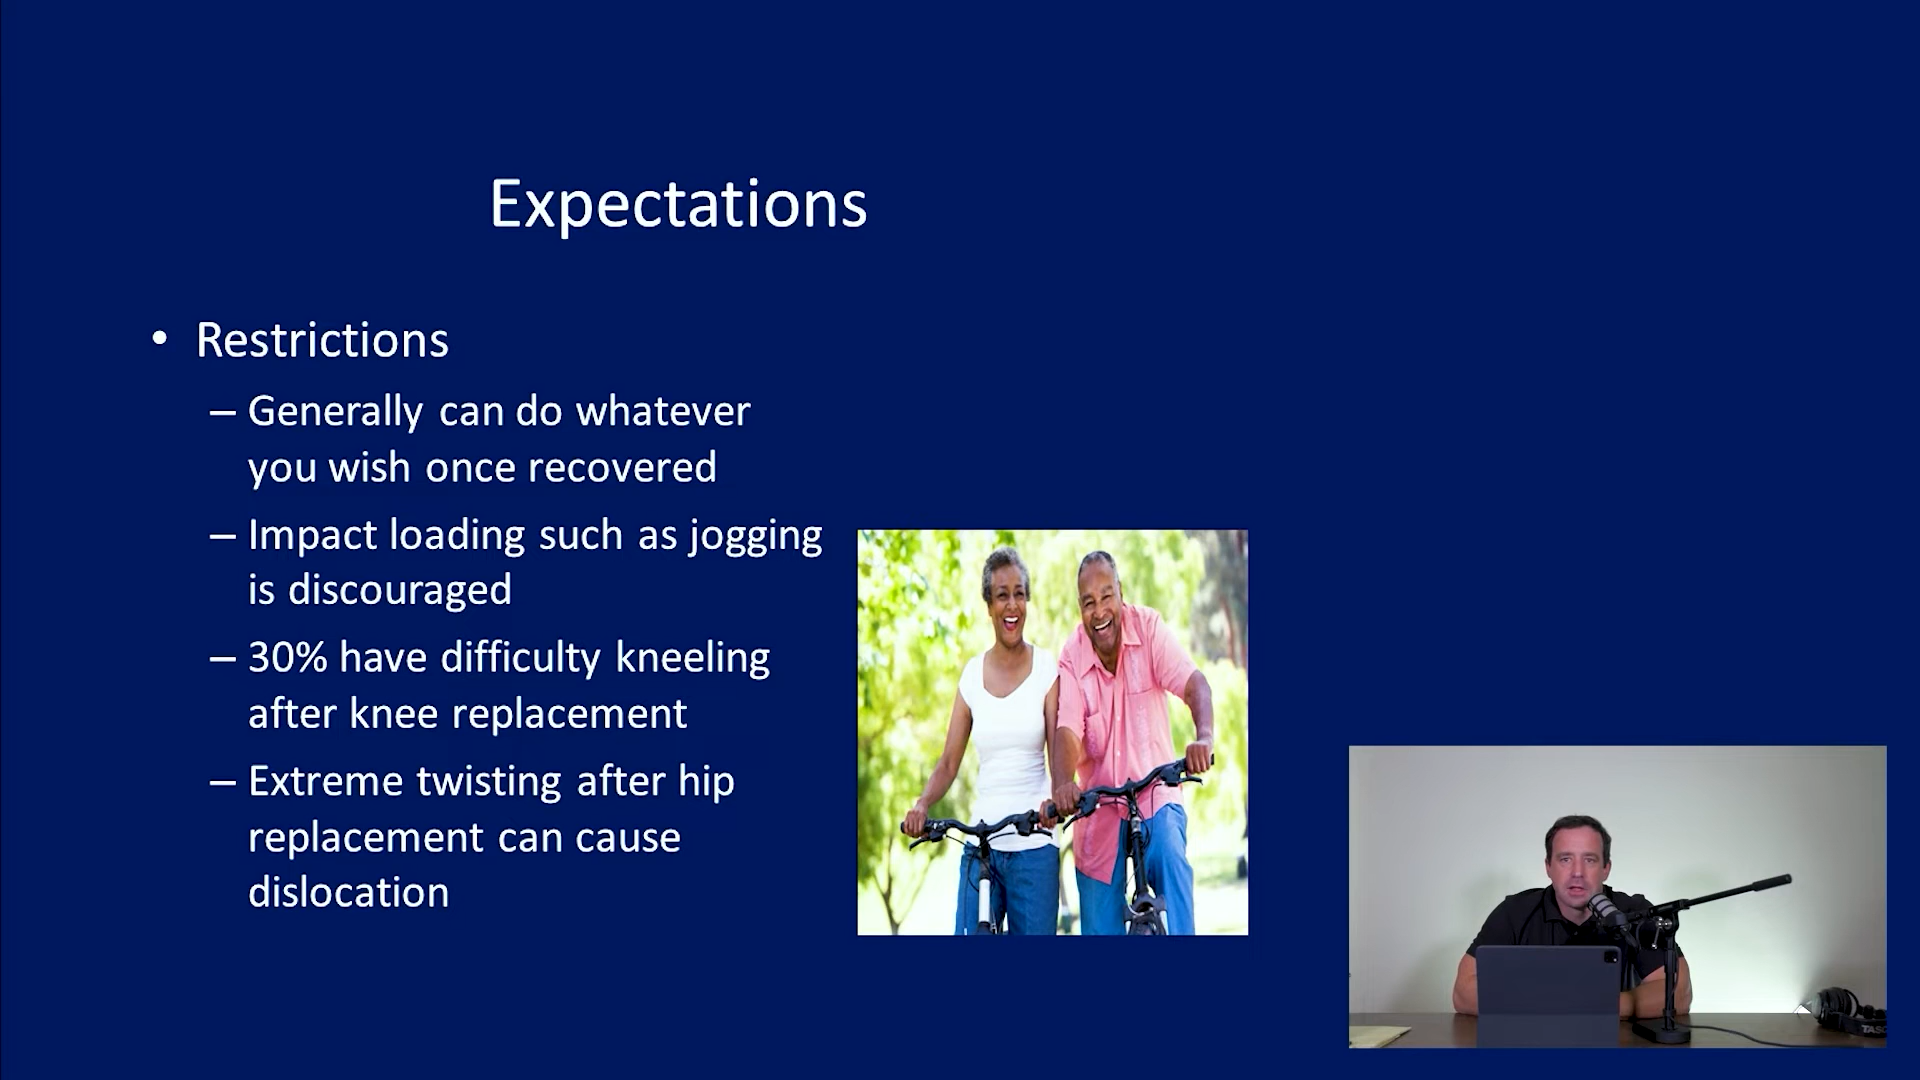 Expectations
• Restrictions
– Generally can do whatever
you wish once recovered
– Impact loading such as jogging
is discouraged
– 30% have difficulty kneeling
after knee replacement
– Extreme twisting after hip
replacement can cause
dislocation